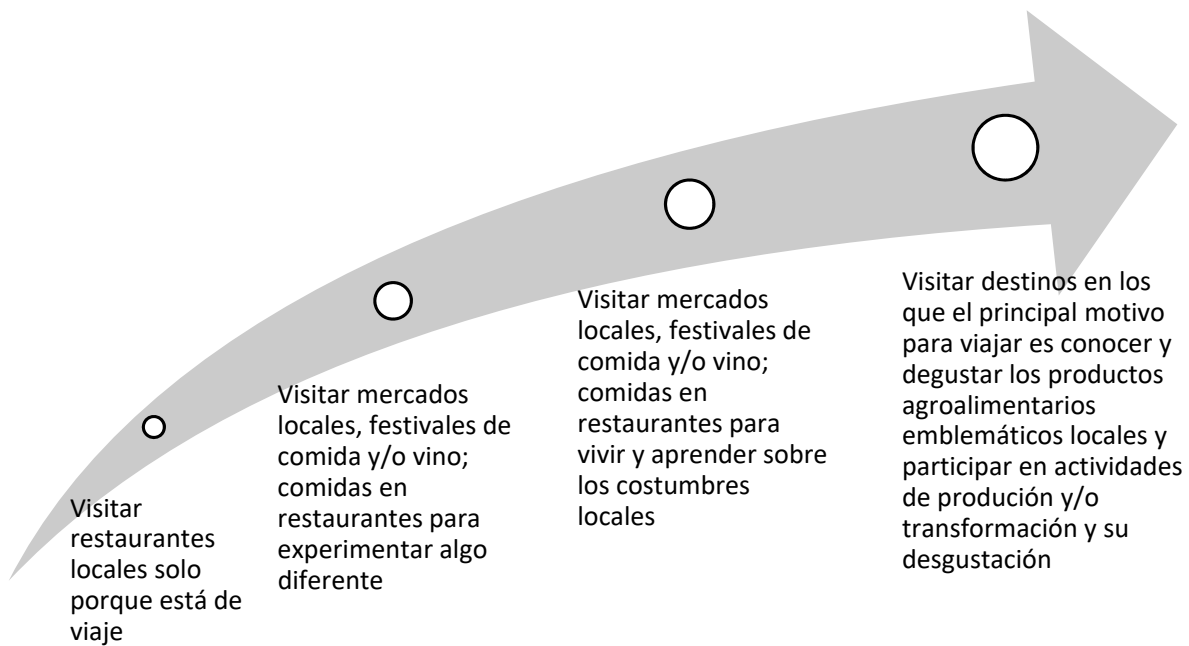 Visitar
restaurantes
locales solo
porque está de
viaje
Visitar mercados
locales, festivales de
comida y/o vino;
comidas en
restaurantes para
experimentar algo
diferente
Visitar mercados
locales, festivales de
comida y/o vino;
comidas en
restaurantes para
vivir y aprender sobre
los costumbres
locales
Visitar destinos en los
que el principal motivo
para viajar es conocer y
degustar los productos
agroalimentarios
emblemáticos locales y
participar en actividades
de produción y/o
transformación y su
desgustación